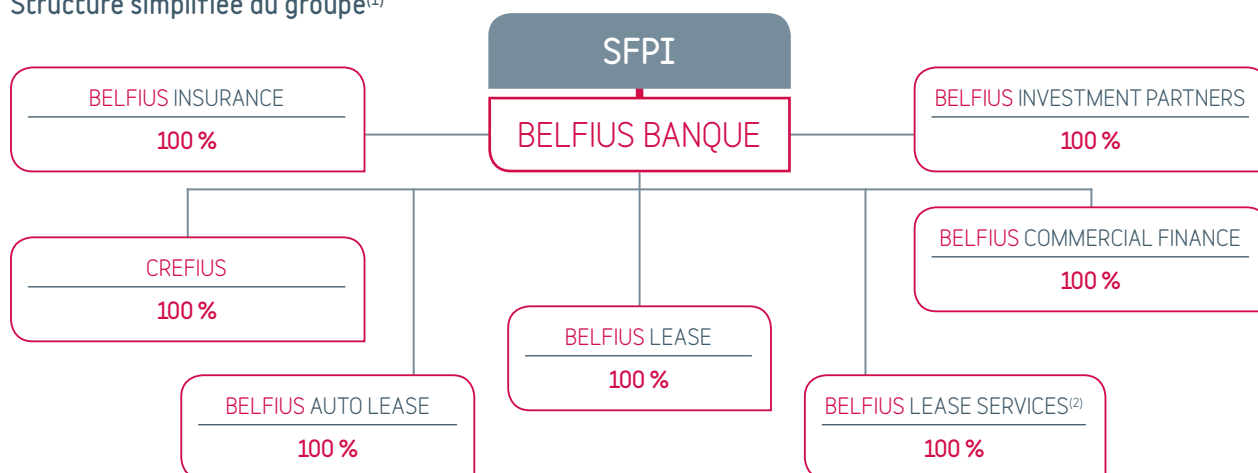 Structure simplifiée du groupe(1)
SFPI
BELFIUS BANQUE
BELFIUS INSURANCE
100 %
BELFIUS INVESTMENT PARTNERS
100 %
CREFIUS
100 %
BELFIUS COMMERCIAL FINANCE
100 %
BELFIUS LEASE
100 %
BELFIUS AUTO LEASE
100 %
BELFIUS LEASE SERVICES(2)
100 %